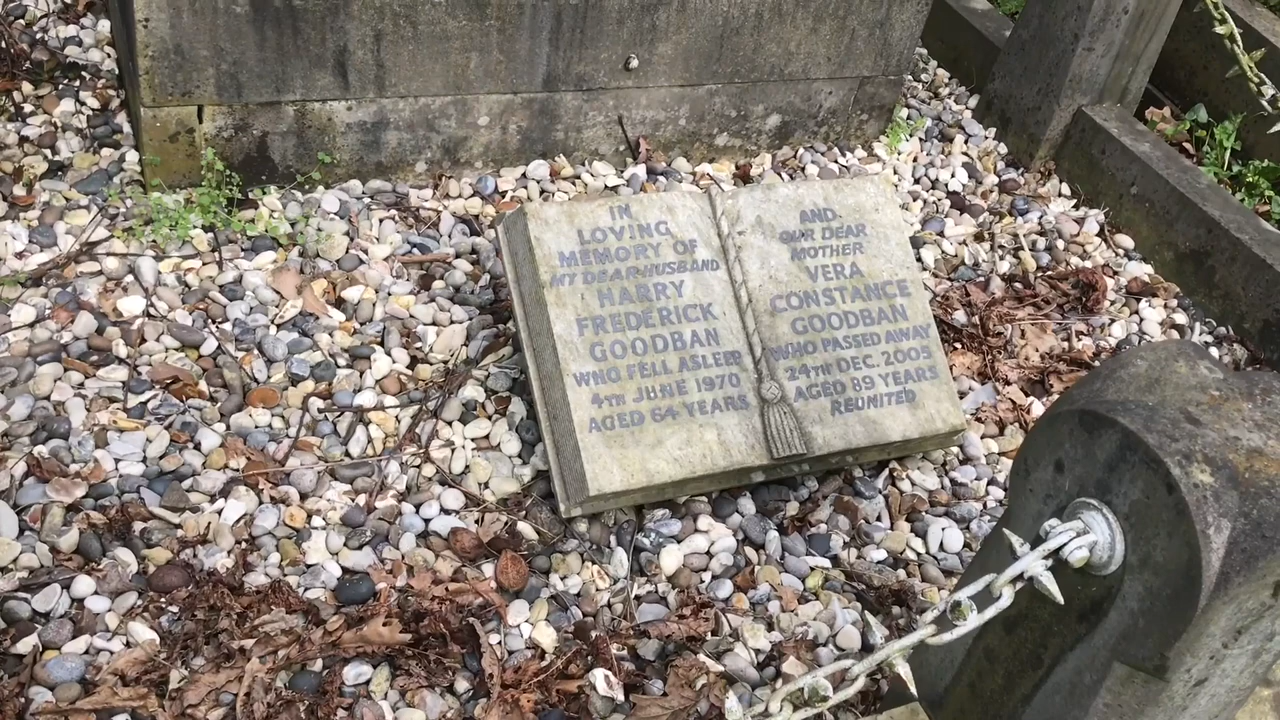 IN
LOVING
MEMORY OF
MY DEAR HUSBAND
HARRY
FREDERICK
GOODBAN
WHO FELL ASLEEP
4TH JUNE 1970
AGED 64 YEARS
AND
OUR DEAR
MOTHER
VERA
CONSTANCE
GOODBAN
WHO PASSED AWAY
24TH DEC. 2005
AGED 89 YEARS
REUNITED